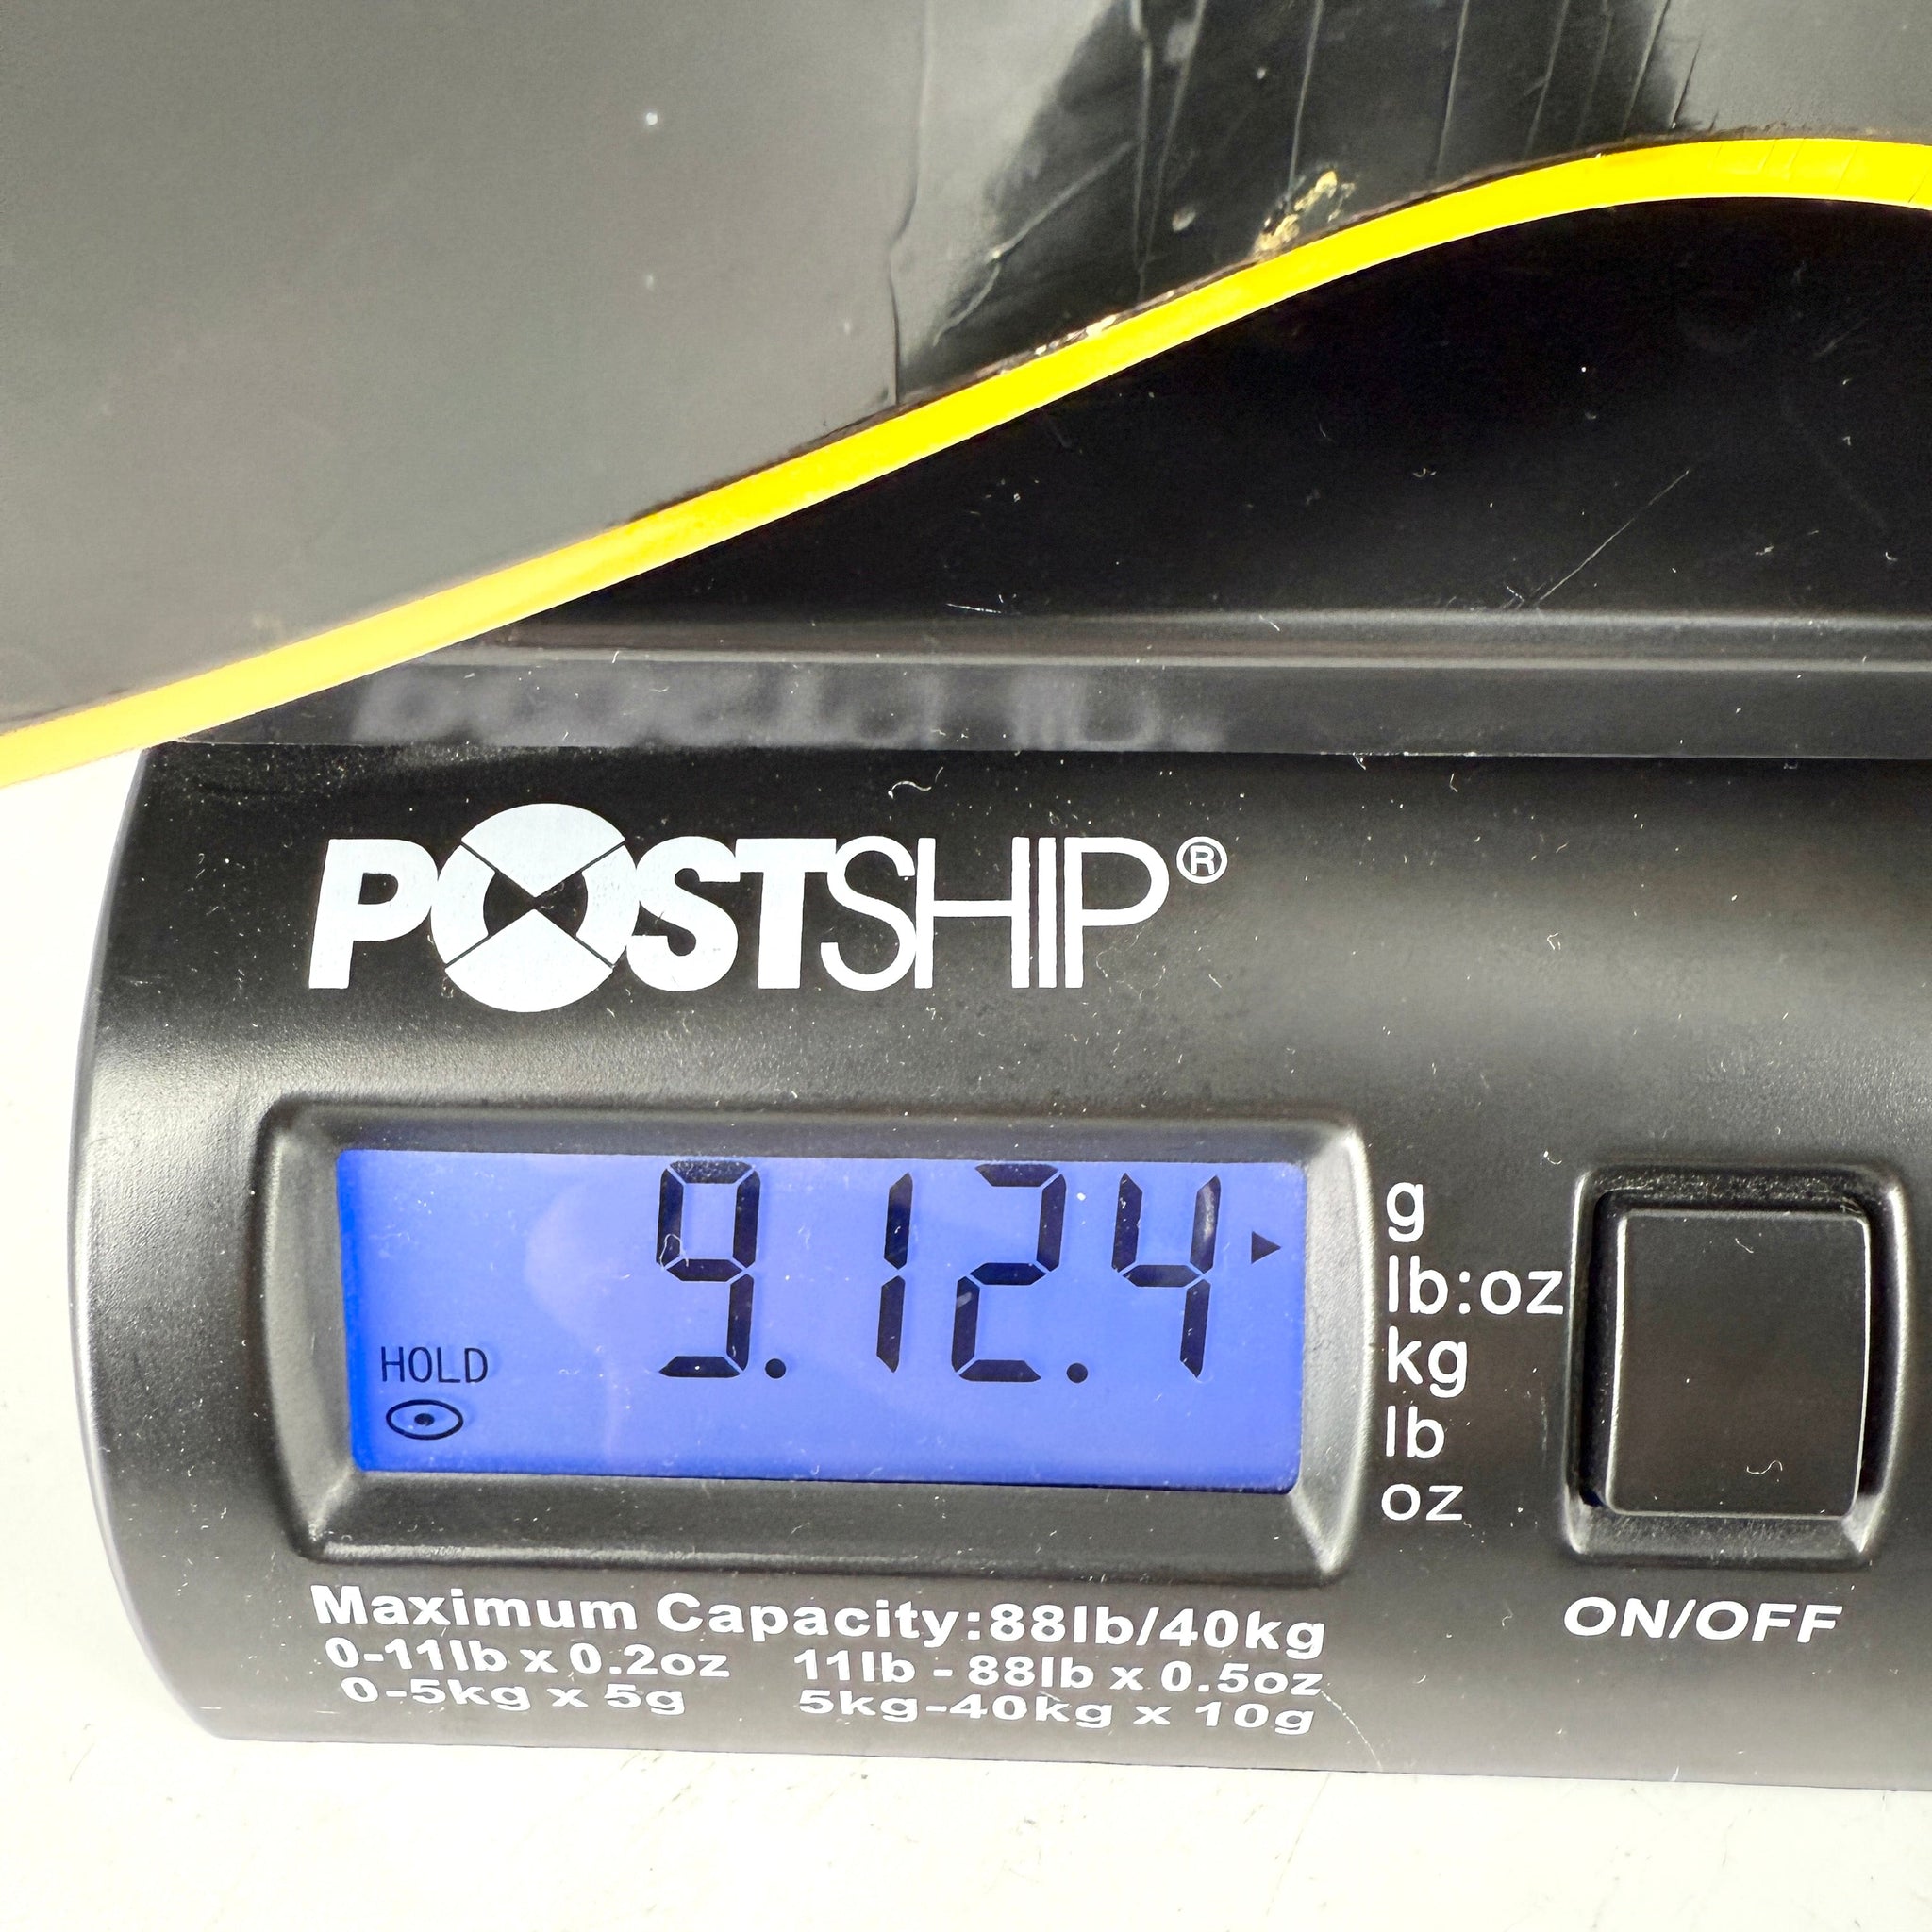 POSTSHIP®
9.12.4
HOLD
g
lb:oz
kg
lb
oz
ON/OFF
Maximum Capacity:88lb/40kg
0-11lb x 0.2oz 11lb - 88lb x 0.5oz
0-5kg x 5g 5kg-40kg x 10g